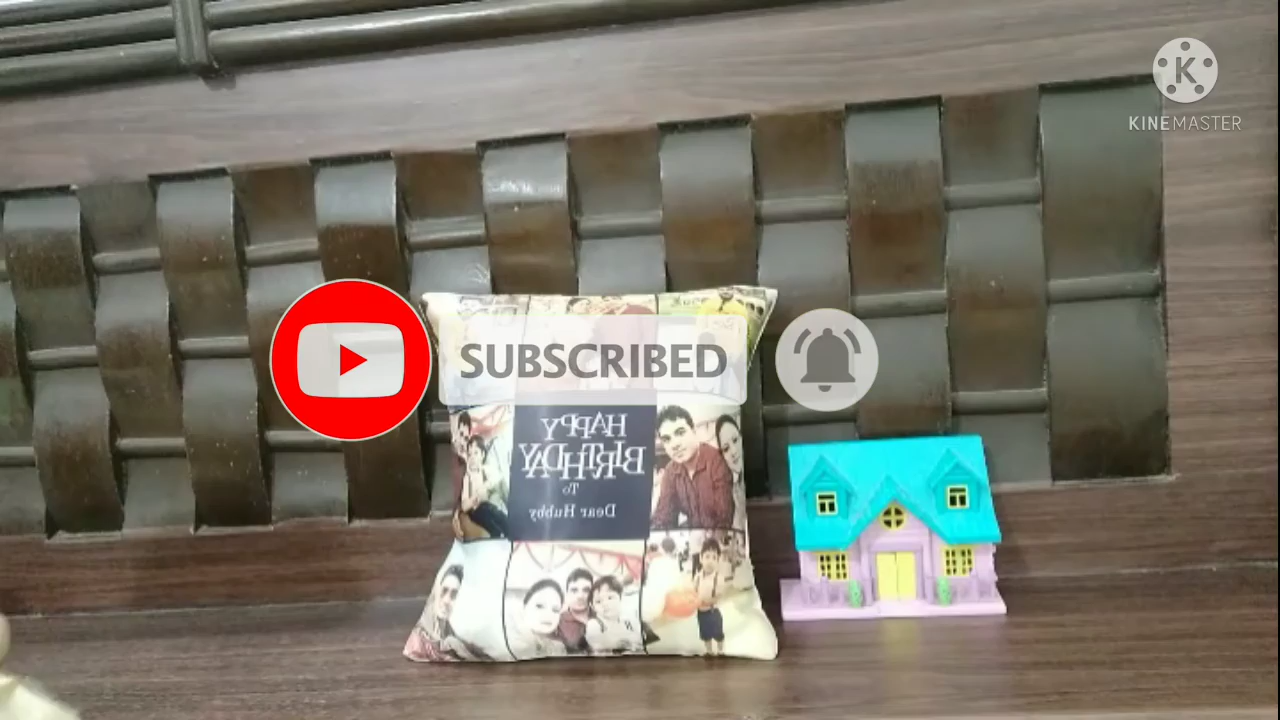 KINEMASTER
SUBSCRIBED
HAPPY
BIRTHDAY
To
Dear Hubby